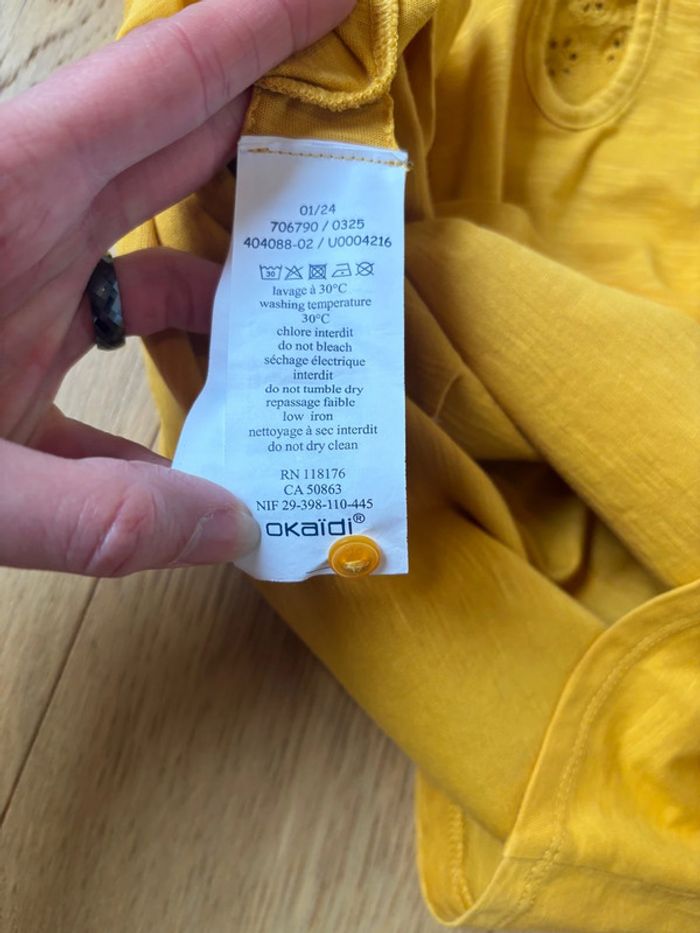 01/24
706790 / 0325
404088-02 / U0004216
30
lavage à 30°C
washing temperature
30°C
chlore interdit
do not bleach
séchage électrique
interdit
do not tumble dry
repassage faible
low iron
nettoyage à sec interdit
do not dry clean
RN 118176
CA 50863
NIF 29-398-110-445
OKaïdi®